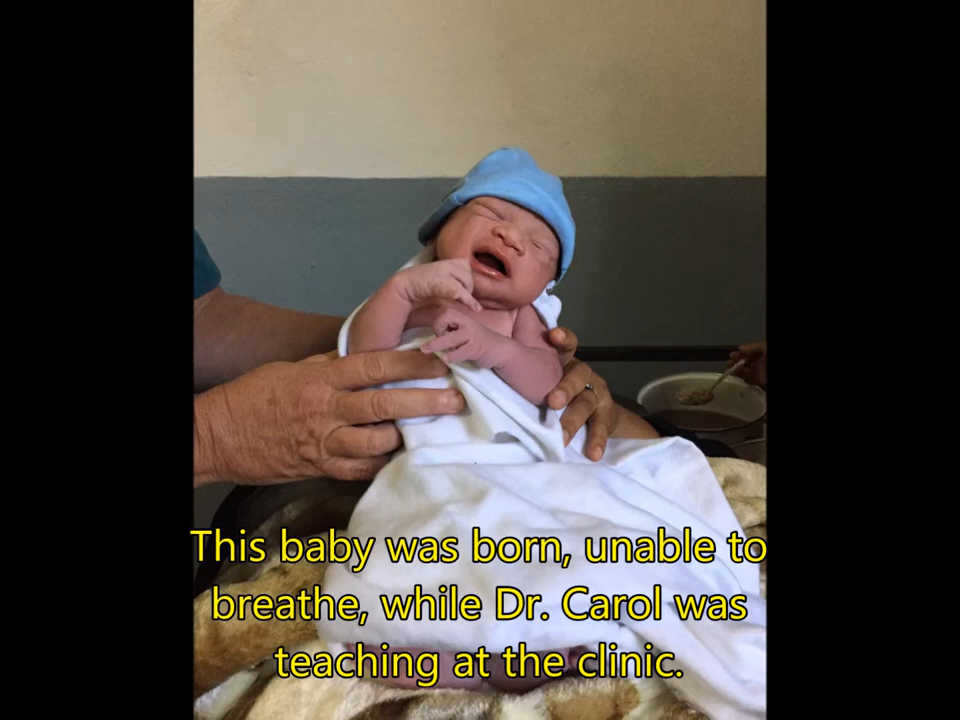 This baby was born, unable to
breathe, while Dr. Carol was
teaching at the clinic.